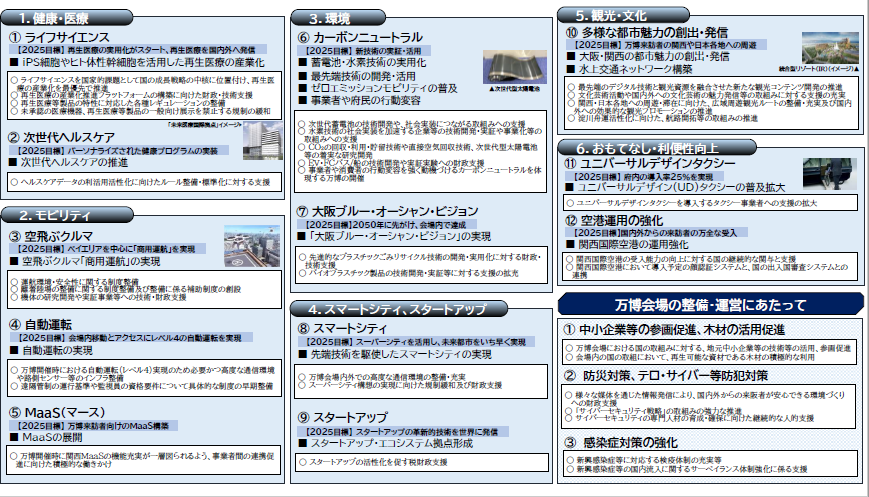 1. 健康・医療
① ライフサイエンス
【2025目標】 再生医療の実用化がスタート、再生医療を国内外へ発信
■ iPS細胞やヒト体性幹細胞を活用した再生医療の産業化
○ ライフサイエンスを国家的課題として国の成長戦略の中核に位置付け、再生医
療の産業化を最優先で推進
○ 再生医療の産業化推進プラットフォームの構築に向けた財政・技術支援
○ 再生医療等製品の特性に対応した各種レギュレーションの整備
○ 未承認の医療機器、再生医療等製品の一般向け展示を禁止する規制の緩和
「未来医療国際拠点」イメージ
② 次世代ヘルスケア
【2025目標】 パーソナライズされた健康プログラムの実装
■ 次世代ヘルスケアの推進
○ ヘルスケアデータの利活用活性化に向けたルール整備・標準化に対する支援
2. モビリティ
③ 空飛ぶクルマ
【2025目標】 ベイエリアを中心に「商用運航」を実現
■ 空飛ぶクルマ「商用運航」の実現
○ 運航環境・安全性に関する制度整備
○ 離着陸場の整備に関する制度整備及び整備に係る補助制度の創設
○ 機体の研究開発や実証事業等への技術・財政支援
④ 自動運転
【2025目標】 会場内移動とアクセスにレベル4の自動運転を実現
■ 自動運転の実現
○ 万博開催時における自動運転(レベル4)実現のため必要かつ高度な通信環境
や路側センサー等のインフラ整備
○ 遠隔管制の運行基準や監視員の資格要件について具体的な制度の早期整備
⑤ MaaS(マース)
【2025目標】 万博来訪者向けのMaaS構築
■ MaaSの展開
○ 万博開催時に関西MaaSの機能充実が一層図られるよう、事業者間の連携促
進に向けた積極的な働きかけ
3. 環境
⑥ カーボンニュートラル
【2025目標】 新技術の実証・活用
■ 蓄電池・水素技術の実用化
■ 最先端技術の開発・活用
■ ゼロエミッションモビリティの普及
■ 事業者や府民の行動変容
▲次世代型太陽電池
○ 次世代蓄電池の技術開発や、社会実装につながる取組みへの支援
○ 水素技術の社会実装を加速する企業等の技術開発・実証や事業化等の
取組みへの支援
○ CO₂の回収・利用・貯留技術や直接空気回収技術、次世代型太陽電池
等の着実な研究開発
○ EV・FCバス/船の技術開発や実証実験への財政支援
○ 事業者や消費者の行動変容を強く動機づけるカーボンニュートラルを体
現する万博の開催
⑦ 大阪ブルー・オーシャン・ビジョン
【2025目標】2050年に先がけ、会場内で達成
■ 「大阪ブルー・オーシャン・ビジョン」の実現
○ 先進的なプラスチックごみリサイクル技術の開発・実用化に対する財政・
技術支援
○ バイオプラスチック製品の技術開発・実証等に対する支援の拡充
4. スマートシティ、スタートアップ
⑧ スマートシティ
【2025目標】 スーパーシティを活用し、未来都市をいち早く実現
■ 先端技術を駆使したスマートシティの実現
○ 万博会場内外での高度な通信環境の整備・充実
○ スーパーシティ構想の実現に向けた規制緩和及び財政支援
⑨ スタートアップ
【2025目標】 スタートアップの革新的技術を世界に発信
■ スタートアップ・エコシステム拠点形成
○ スタートアップの活性化を促す税財政支援
5. 観光・文化
⑩ 多様な都市魅力の創出・発信
【2025目標】 万博来訪者の関西や日本各地への周遊
■ 大阪・関西の都市魅力の創出・発信
■ 水上交通ネットワーク構築
統合型リゾート(IR)(イメージ)▲
○ 最先端のデジタル技術と観光資源を融合させた新たな観光コンテンツ開発の推進
○ 文化芸術活動や国内外への文化芸術の魅力発信等の取組みに対する支援の充実
○ 関西・日本各地への周遊・滞在に向けた、広域周遊観光ルートの整備・充実及び国内
外への効果的な観光プロモーションの推進
○ 淀川舟運活性化に向けた、航路開拓等の取組みの推進
6. おもてなし・利便性向上
⑪ ユニバーサルデザインタクシー
【2025目標】 府内の導入率25%を実現
■ ユニバーサルデザイン(UD)タクシーの普及拡大
○ ユニバーサルデザインタクシーを導入するタクシー事業者への支援の拡大
⑫ 空港運用の強化
【2025目標】国内外からの来訪者の万全な受入
■ 関西国際空港の運用強化
○ 関西国際空港の受入能力の向上に対する国の継続的な関与と支援
○ 関西国際空港において導入予定の顔認証システムと、国の出入国審査システムとの
連携
万博会場の整備・運営にあたって
① 中小企業等の参画促進、木材の活用促進
○ 万博会場における国の取組みに対する、地元中小企業等の技術等の活用、参画促進
○ 会場内の国の取組において、再生可能な資材である木材の積極的な利用
② 防災対策、テロ・サイバー等防犯対策
○ 様々な媒体を通じた情報発信により、国内外からの来阪者が安心できる環境づくり
への財政支援
○ 「サイバーセキュリティ戦略」の取組みの強力な推進
○ サイバーセキュリティの専門人材の育成・確保に向けた継続的な人的支援
③ 感染症対策の強化
○ 新興感染症等に対応する検疫体制の充実等
○ 新興感染症等の国内流入に関するサーベイランス体制強化に係る支援